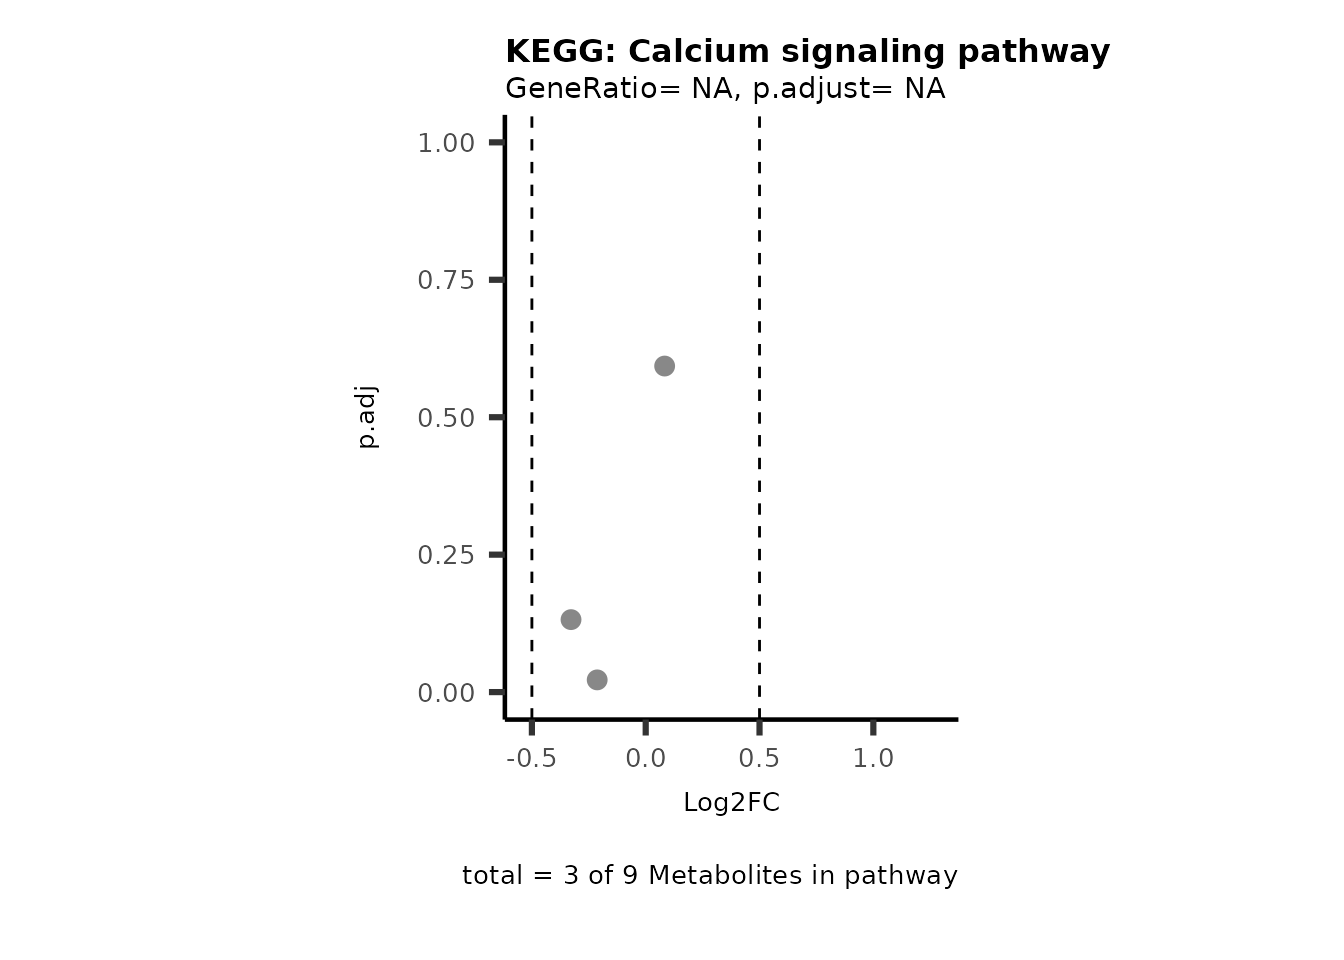 KEGG: Calcium signaling pathway
GeneRatio= NA, p.adjust= NA
1.00
0.75
0.50
0.25
0.00
p.adj
-0.5 0.0 0.5 1.0
Log2FC
total = 3 of 9 Metabolites in pathway